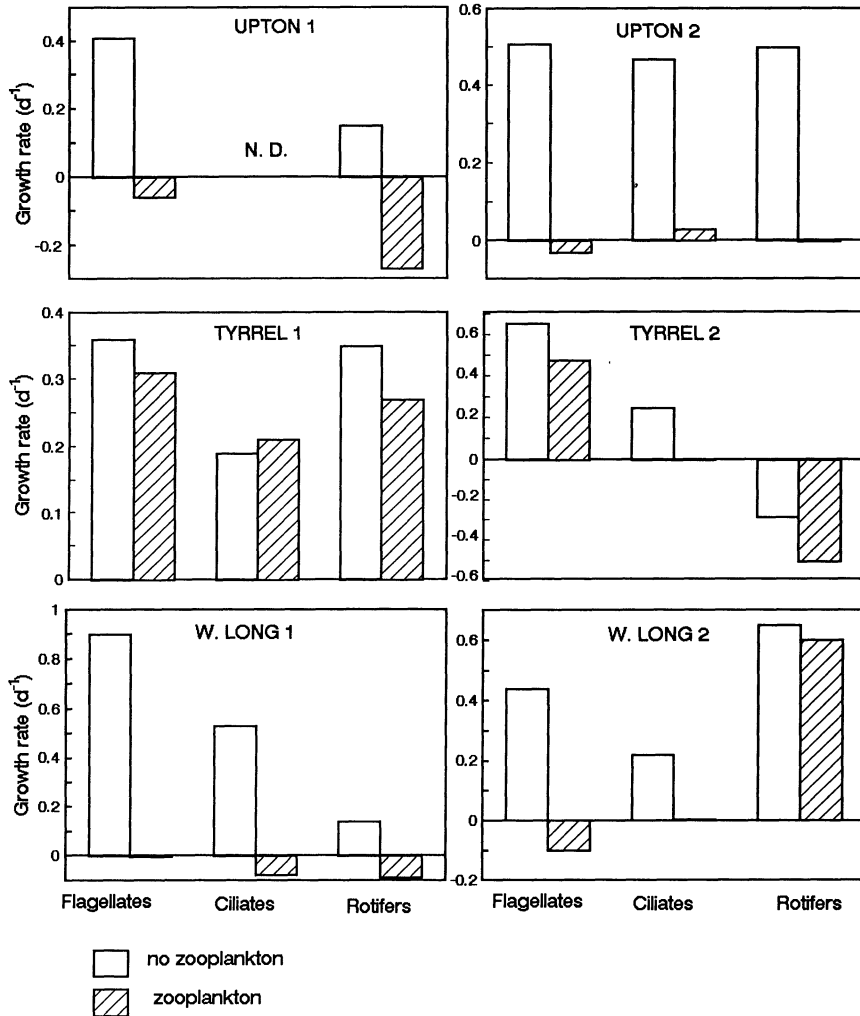 UPTON 1
Growth rate (d⁻¹)
0.4
0.2
0
-0.2
N. D.
UPTON 2
0.6
0.4
0.2
0
TYRREL 1
Growth rate (d⁻¹)
0.4
0.3
0.2
0.1
0
TYRREL 2
0.6
0.4
0.2
0
-0.2
-0.4
-0.6
W. LONG 1
Growth rate (d⁻¹)
1
0.8
0.6
0.4
0.2
0
Flagellates Ciliates Rotifers
W. LONG 2
0.6
0.4
0.2
0
-0.2
Flagellates Ciliates Rotifers
no zooplankton
zooplankton